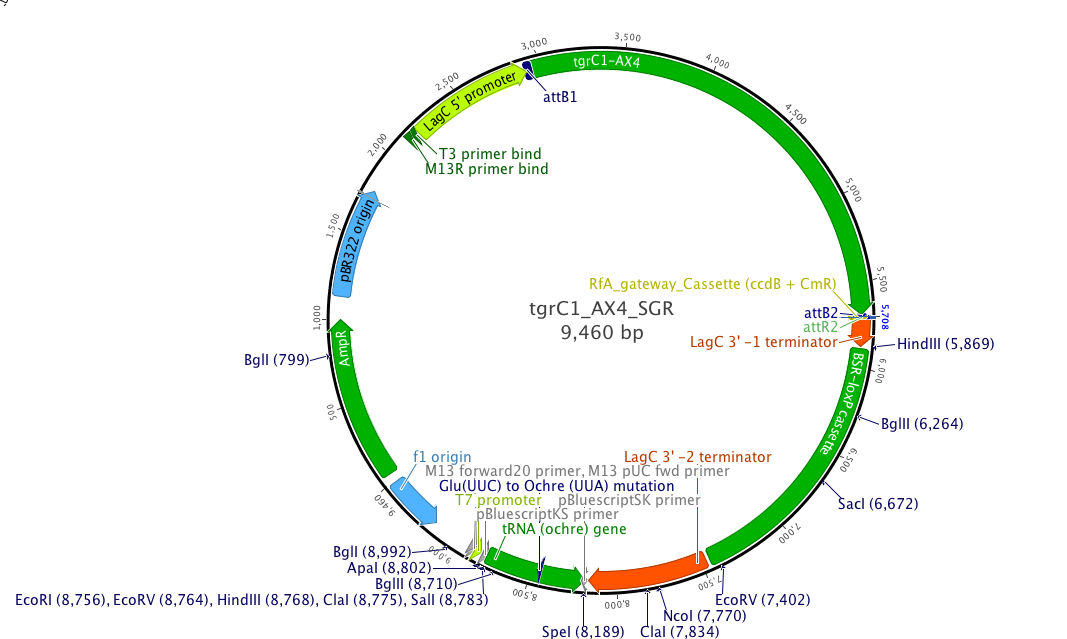 3,500
3,000
4,000
tgrC1-AX4
2,500
LagC 5' promoter
attB1
4,500
2,000
T3 primer bind
M13R primer bind
5,000
1,500
pBR322 origin
5,500
RfA_gateway_Cassette (ccdB + CmR)
tgrC1_AX4_SGR
9,460 bp
attB2
5,708
attR2
1,000
LagC 3' -1 terminator
HindIII (5,869)
BglI (799)
AmpR
6,000
BSR-loxP cassette
500
BglII (6,264)
f1 origin
LagC 3' -2 terminator
6,500
M13 forward20 primer, M13 pUC fwd primer
Glu(UUC) to Ochre (UUA) mutation
9,460
T7 promoter
pBluescriptSK primer
SacI (6,672)
pBluescriptKS primer
tRNA (ochre) gene
7,000
BglI (8,992)
9,000
ApaI (8,802)
BglII (8,710)
7,500
8,500
8,000
EcoRI (8,756), EcoRV (8,764), HindIII (8,768), ClaI (8,775), SalI (8,783)
EcoRV (7,402)
NcoI (7,770)
SpeI (8,189)
ClaI (7,834)